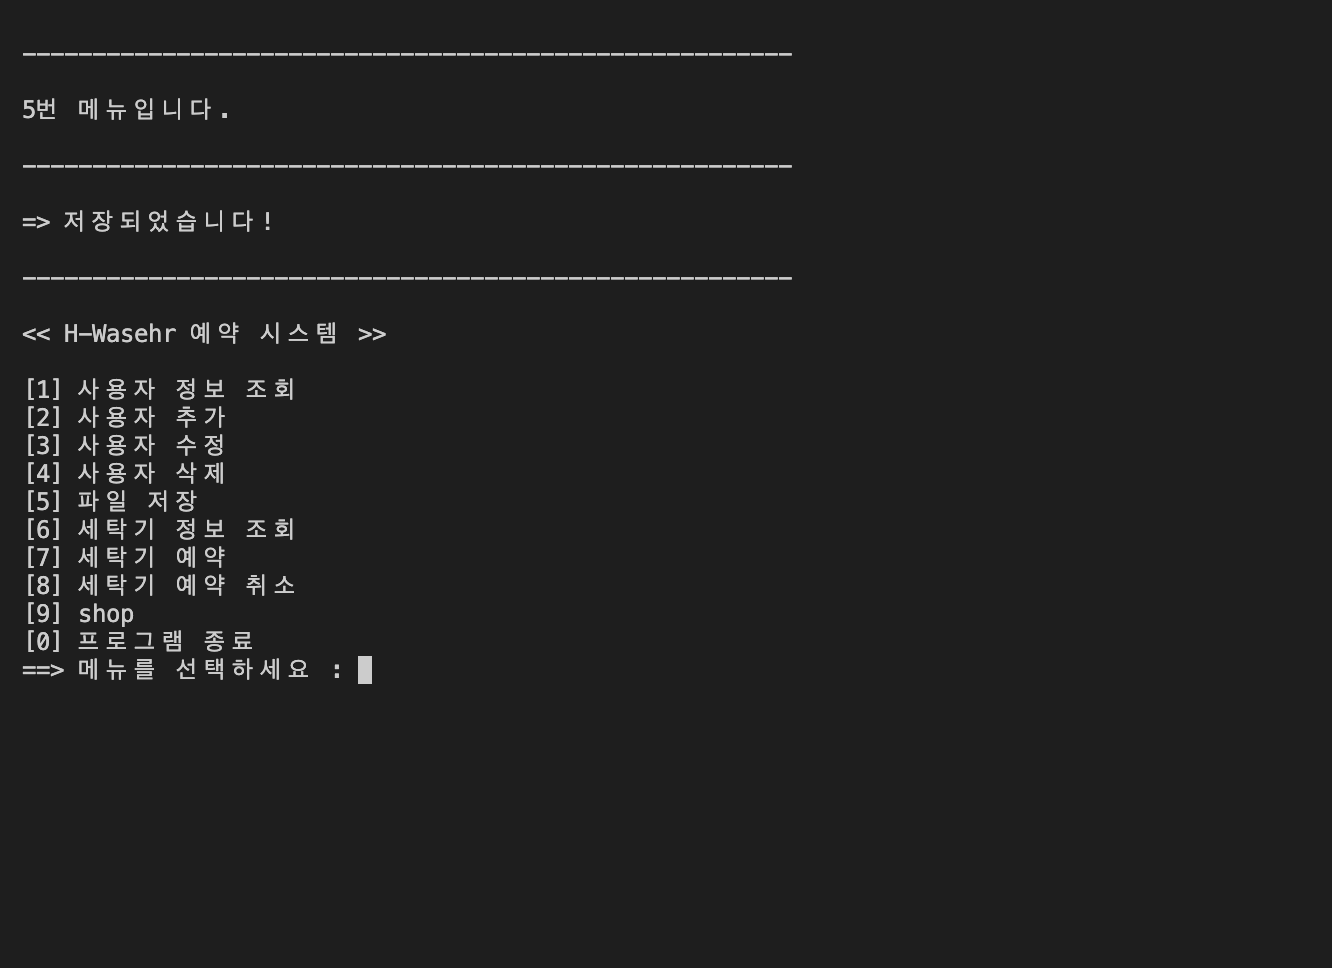 -------------------------------------------------------
5번 메뉴입니다.
-------------------------------------------------------
=> 저장되었습니다!
-------------------------------------------------------
<< H-Wasehr 예약 시스템 >>
[1] 사용자 정보 조회
[2] 사용자 추가
[3] 사용자 수정
[4] 사용자 삭제
[5] 파일 저장
[6] 세탁기 정보 조회
[7] 세탁기 예약
[8] 세탁기 예약 취소
[9] shop
[0] 프로그램 종료
==> 메뉴를 선택하세요 :